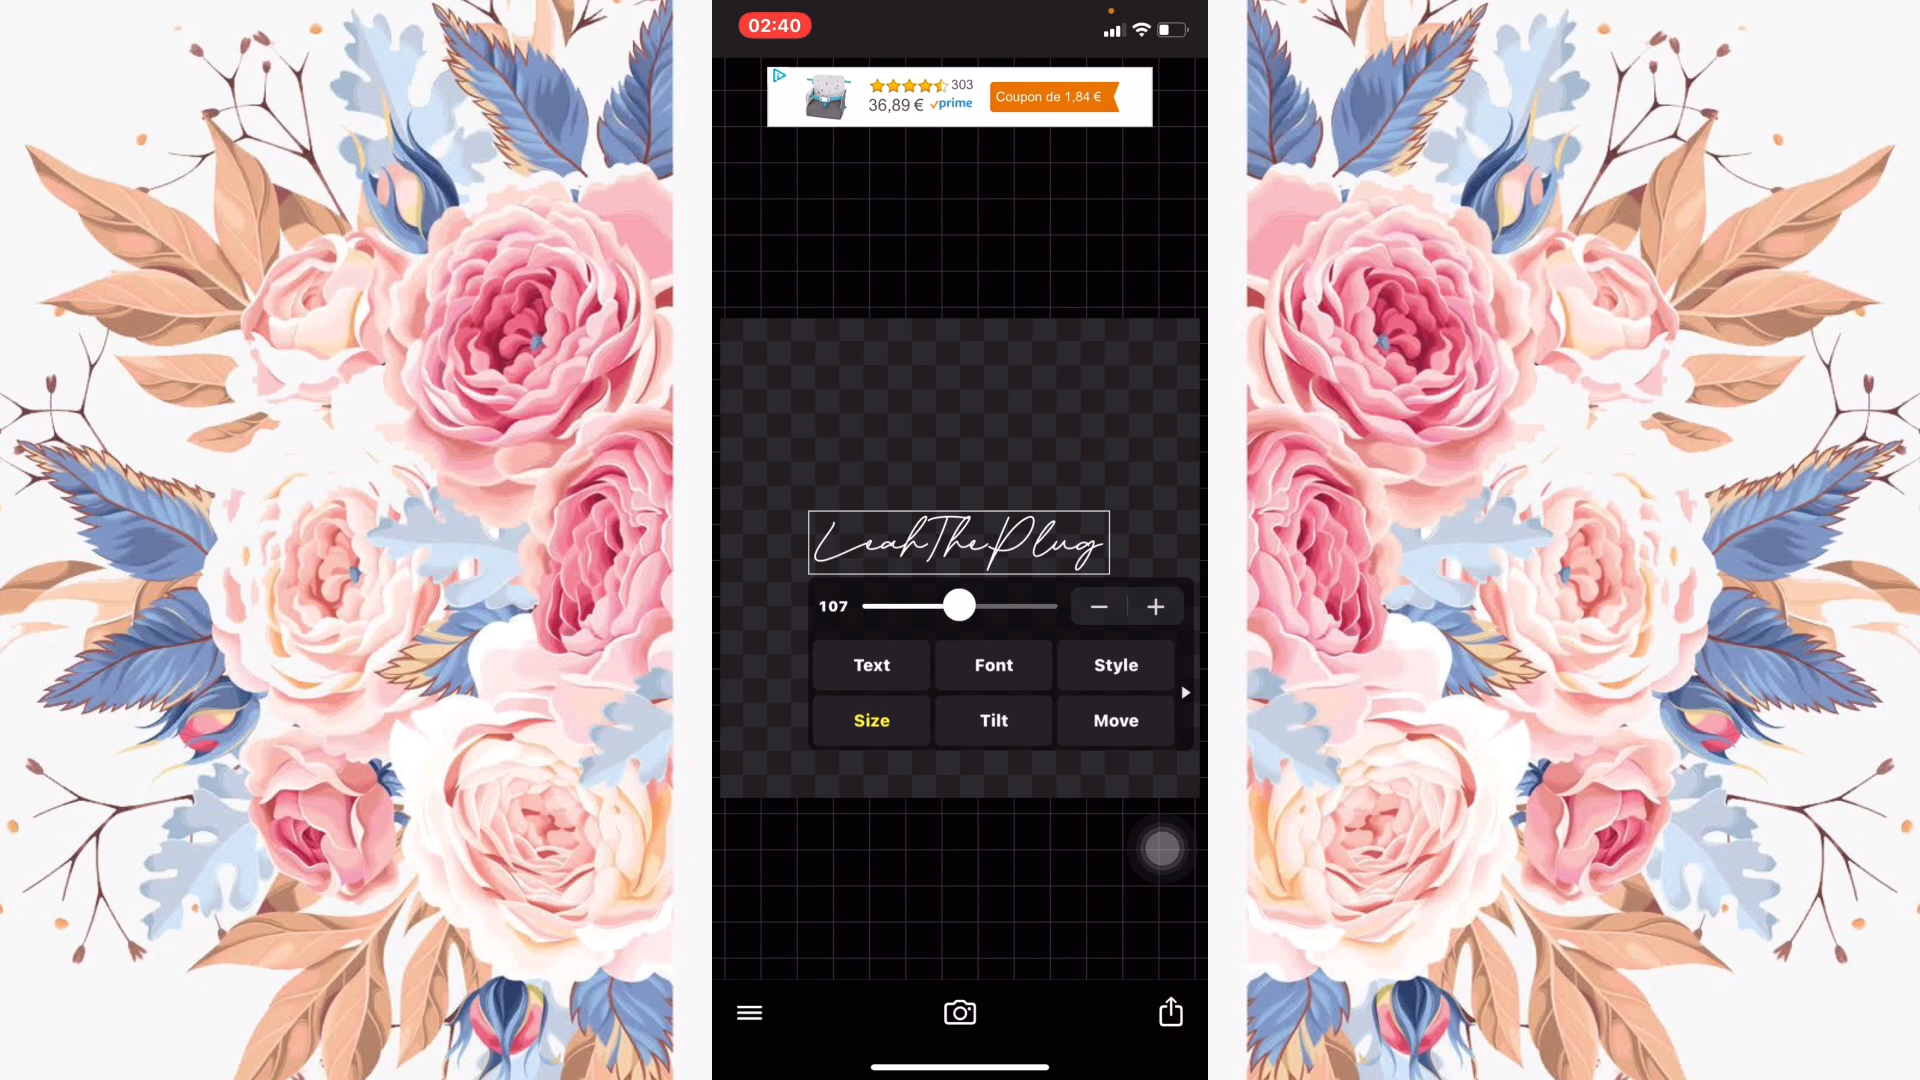 02:40
303
36,89 € prime
Coupon de 1,84 €
LeahThePlug
107
Text Font Style
Size Tilt Move